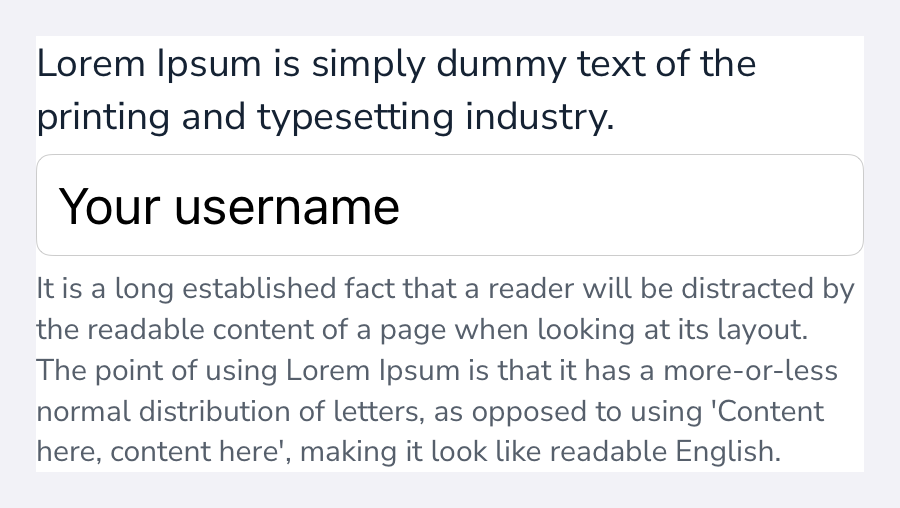 Lorem Ipsum is simply dummy text of the
printing and typesetting industry.
Your username
It is a long established fact that a reader will be distracted by
the readable content of a page when looking at its layout.
The point of using Lorem Ipsum is that it has a more-or-less
normal distribution of letters, as opposed to using 'Content
here, content here', making it look like readable English.